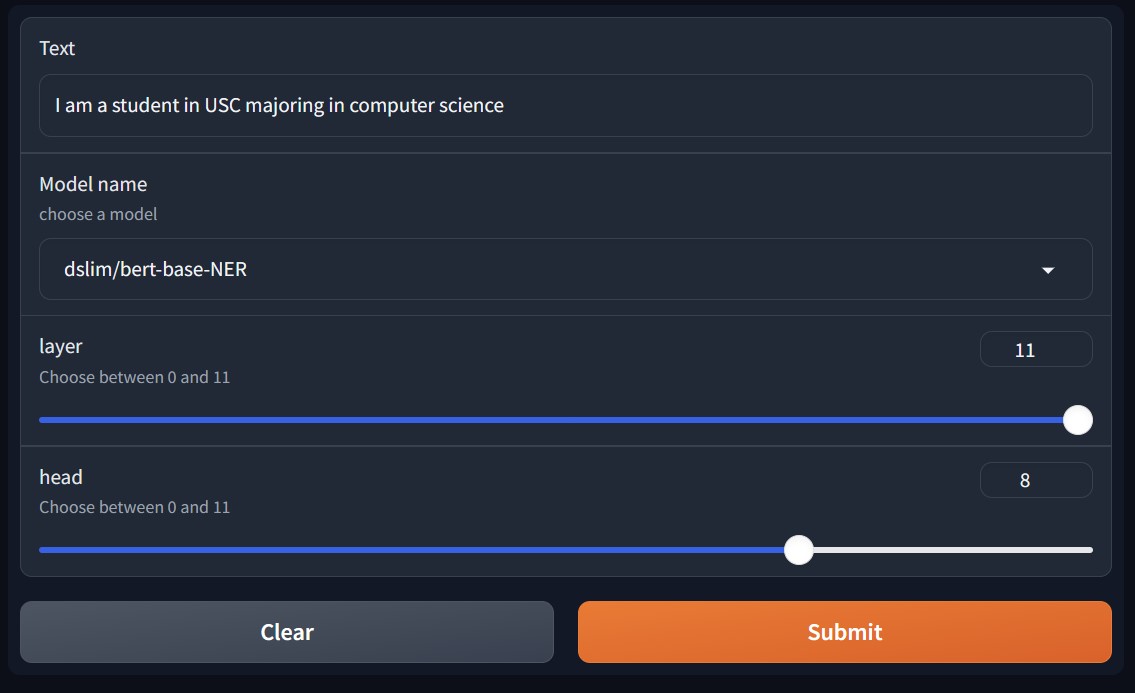 Text
I am a student in USC majoring in computer science
Model name
choose a model
dslim/bert-base-NER
layer
11
Choose between 0 and 11
head
8
Choose between 0 and 11
Clear
Submit